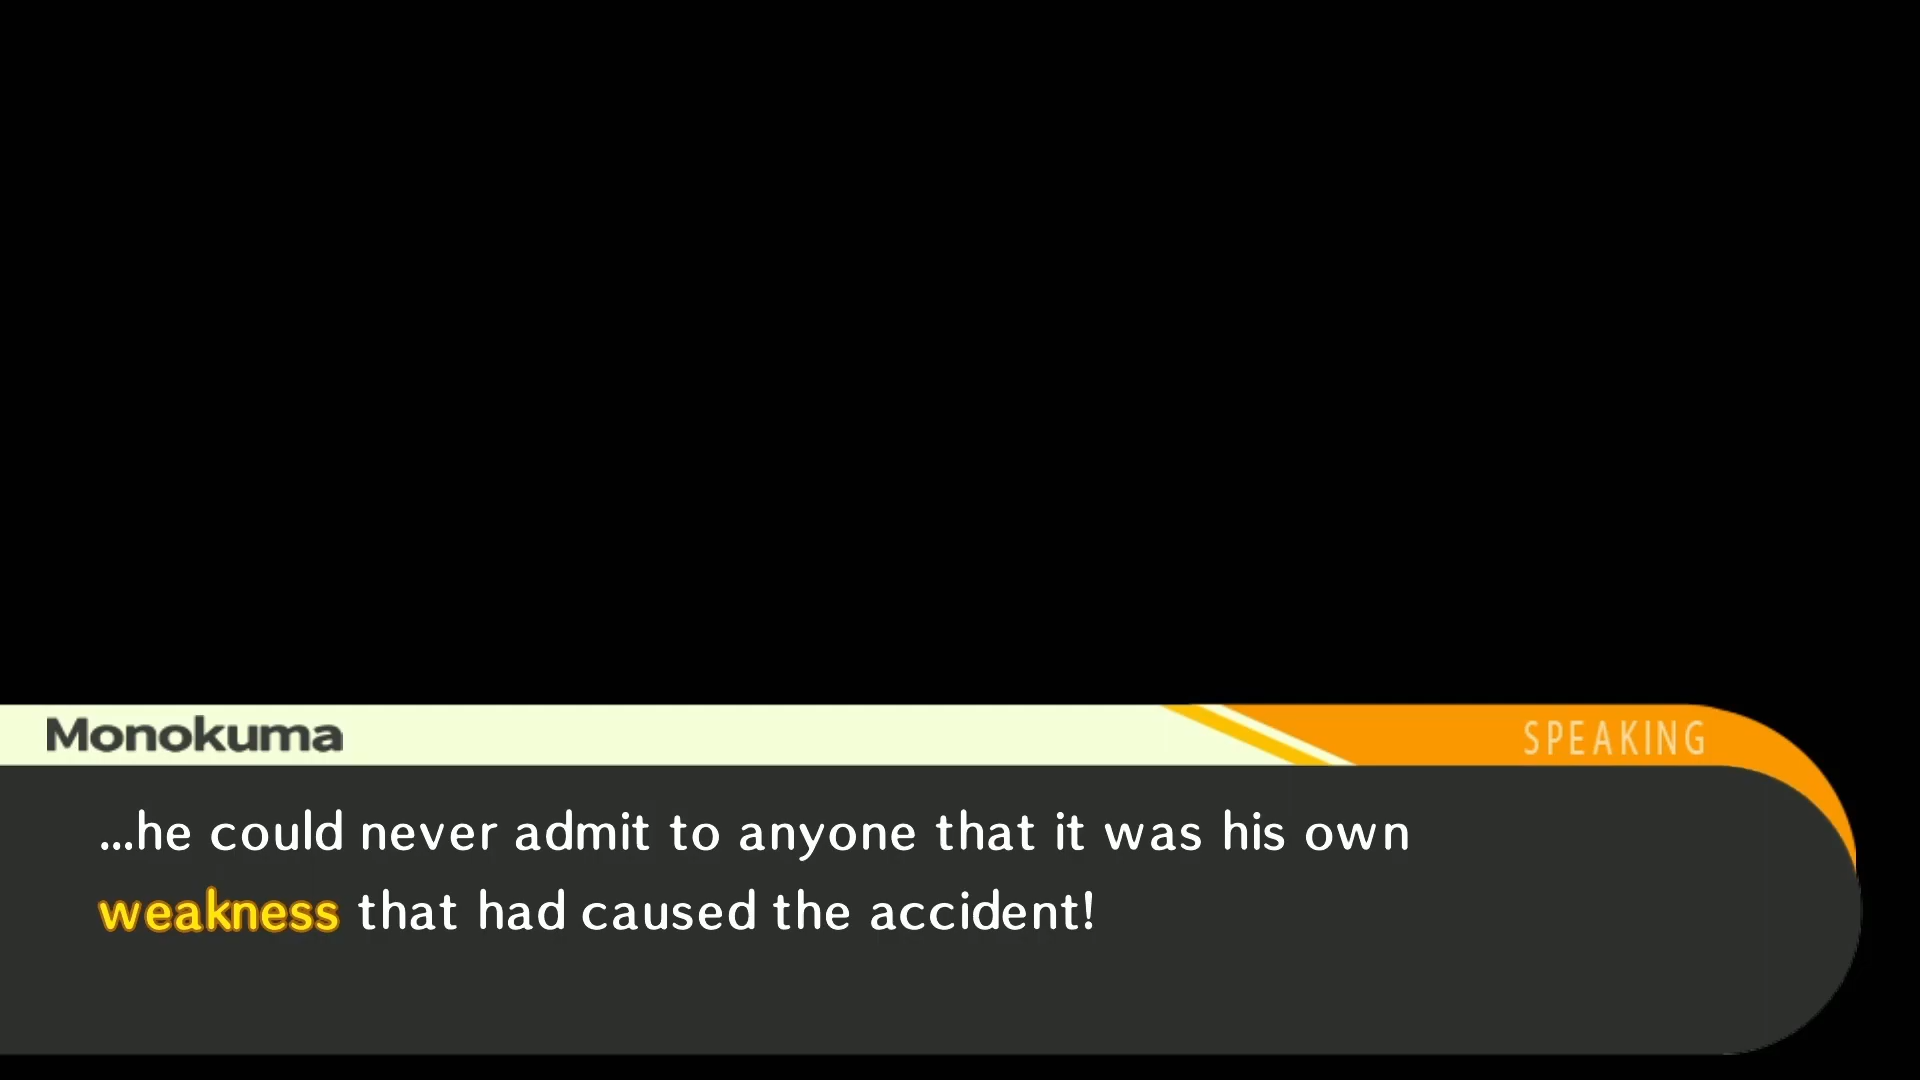 Monokuma
SPEAKING
...he could never admit to anyone that it was his own
weakness that had caused the accident!